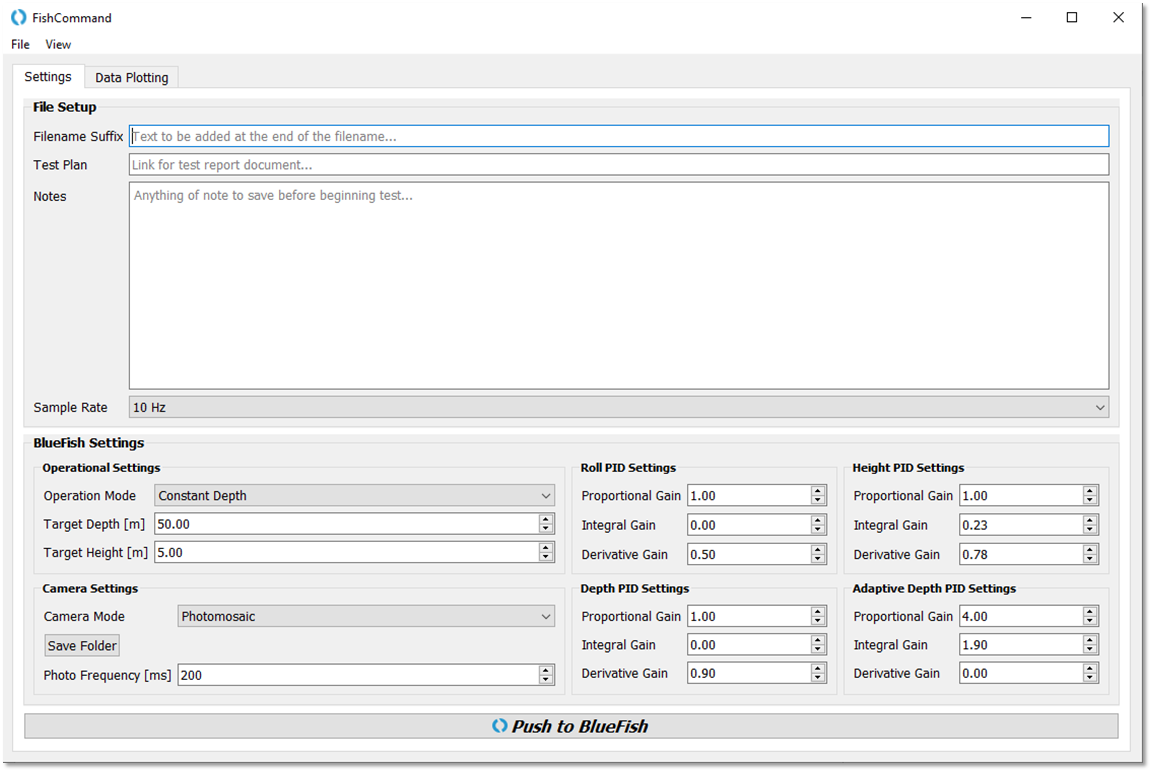 FishCommand
File View
Settings Data Plotting
File Setup
Filename Suffix Text to be added at the end of the filename...
Test Plan Link for test report document...
Notes Anything of note to save before beginning test...
Sample Rate 10 Hz
BlueFish Settings
Operational Settings
Operation Mode Constant Depth
Target Depth [m] 50.00
Target Height [m] 5.00
Roll PID Settings
Proportional Gain 1.00
Integral Gain 0.00
Derivative Gain 0.50
Height PID Settings
Proportional Gain 1.00
Integral Gain 0.23
Derivative Gain 0.78
Camera Settings
Camera Mode Photomosaic
Save Folder
Photo Frequency [ms] 200
Depth PID Settings
Proportional Gain 1.00
Integral Gain 0.00
Derivative Gain 0.90
Adaptive Depth PID Settings
Proportional Gain 4.00
Integral Gain 1.90
Derivative Gain 0.00
Push to BlueFish